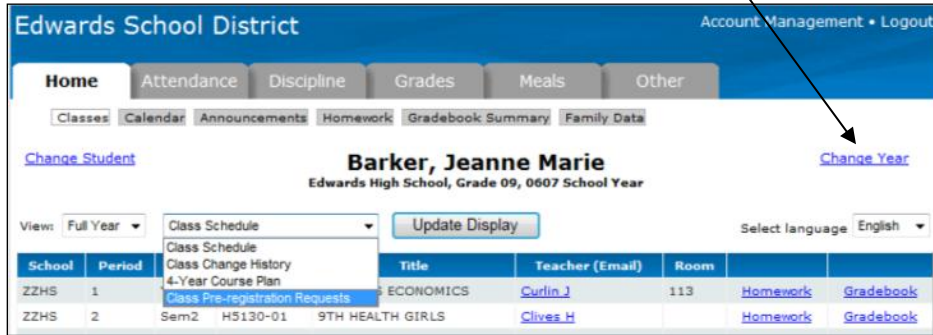 Edwards School District Account Management • Logout
Home Attendance Discipline Grades Meals Other
Classes Calendar Announcements Homework Gradebook Summary Family Data
Change Student Barker, Jeanne Marie Change Year
Edwards High School, Grade 09, 0607 School Year
View: Full Year Class Schedule Update Display Select language English
Class Schedule
Class Change History
4-Year Course Plan
Class Pre-registration Requests
School Period Title Teacher (Email) Room
ZZHS 1 ECONOMICS Curlin J 113 Homework Gradebook
ZZHS 2 Sem2 H5130-01 9TH HEALTH GIRLS Clives H Homework Gradebook